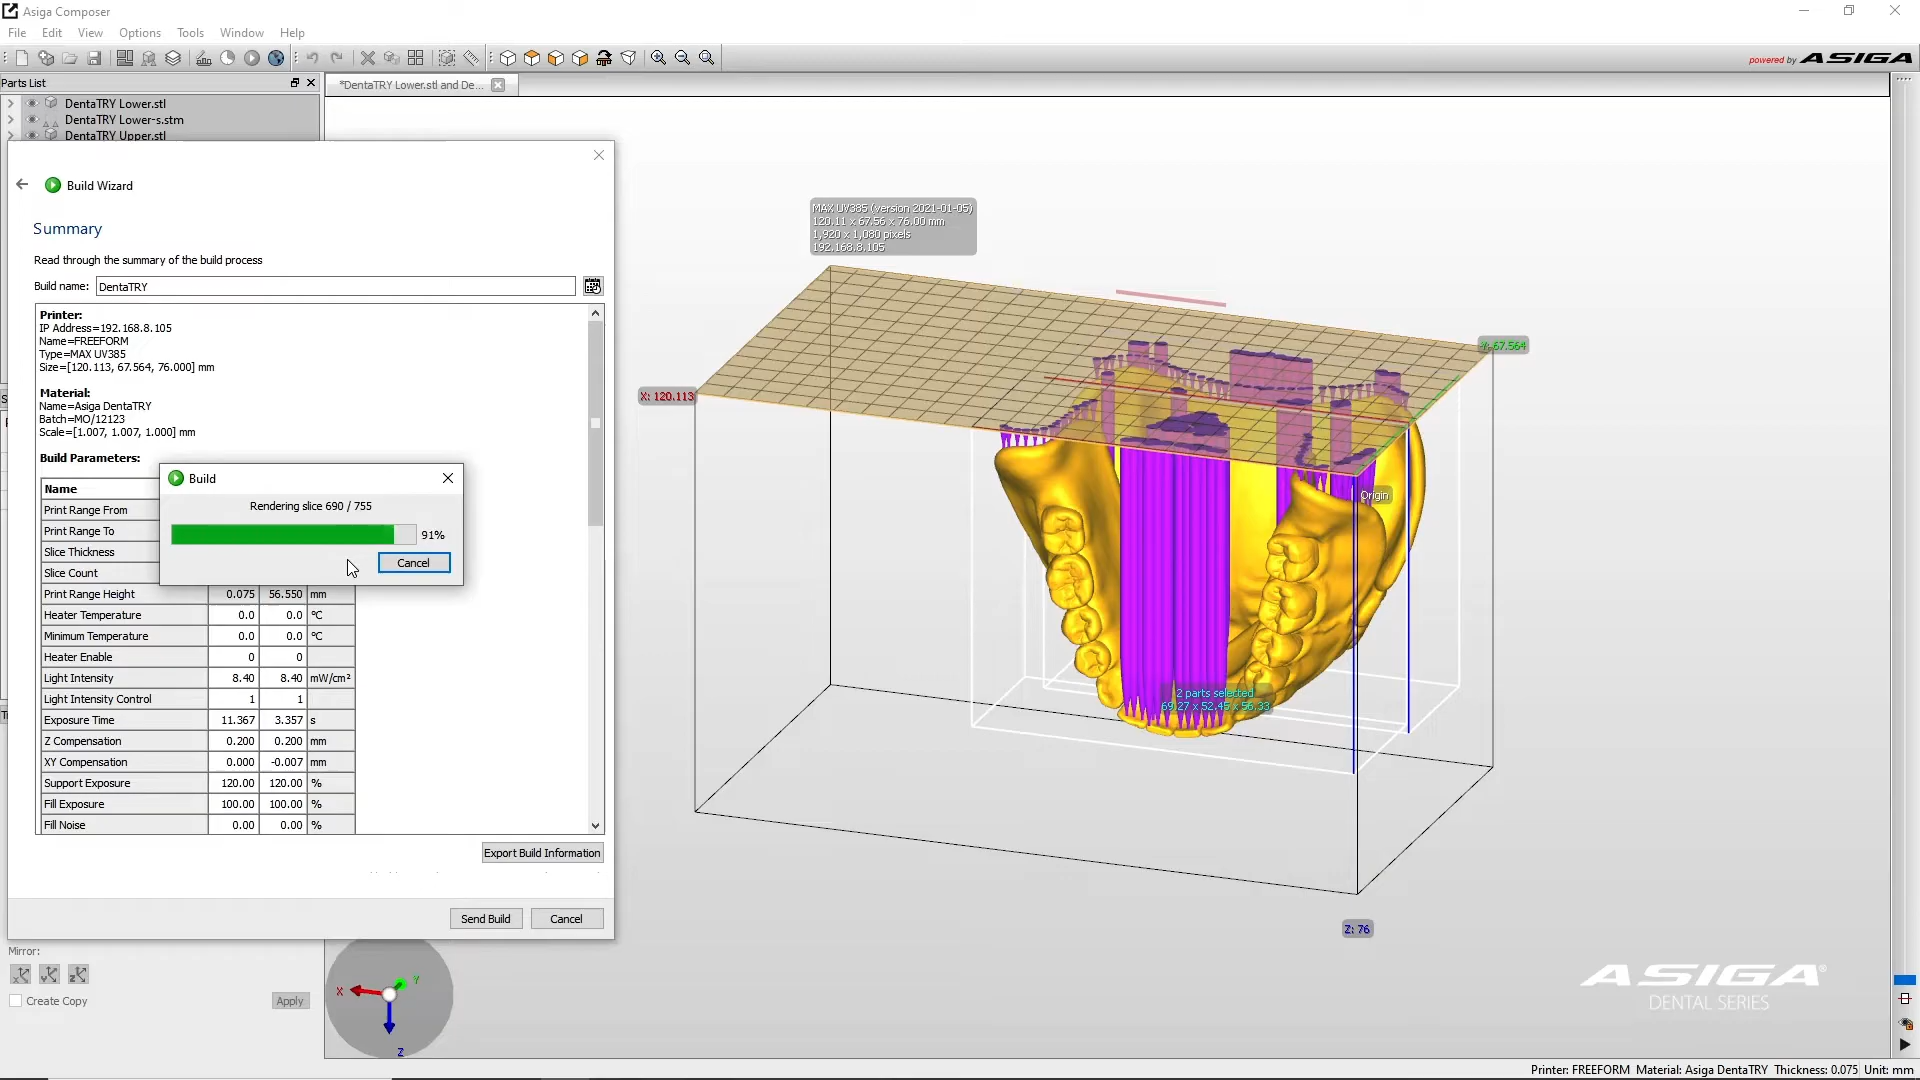 Asiga Composer
File Edit View Options Tools Window Help
powered by ASIGA
Parts List
*DentaTRY Lower.stl and De...
DentaTRY Lower.stl
DentaTRY Lower-s.stm
DentaTRY Upper.stl
Build Wizard
Summary
Read through the summary of the build process
Build name: DentaTRY
Printer:
IP Address=192.168.8.105
Name=FREEFORM
Type=MAX UV385
Size=[120.113, 67.564, 76.000] mm
Material:
Name=Asiga DentaTRY
Batch=MO/12123
Scale=[1.007, 1.007, 1.000] mm
Build Parameters:
Name
Print Range From
Print Range To
Slice Thickness
Slice Count
Print Range Height 0.075 56.550 mm
Heater Temperature 0.0 0.0 °C
Minimum Temperature 0.0 0.0 °C
Heater Enable 0 0
Light Intensity 8.40 8.40 mW/cm²
Light Intensity Control 1 1
Exposure Time 11.367 3.357 s
Z Compensation 0.200 0.200 mm
XY Compensation 0.000 -0.007 mm
Support Exposure 120.00 120.00 %
Fill Exposure 100.00 100.00 %
Fill Noise 0.00 0.00 %
Build
Rendering slice 690 / 755
91%
Cancel
Export Build Information
Send Build Cancel
Mirror:
Create Copy Apply
MAX UV385 (version 2021-01-05)
120.11 x 67.56 x 76.00 mm
1,920 x 1,080 pixels
192.168.8.105
Y: 67.564
X: 120.113
Origin
2 parts selected
69.27 x 52.45 x 56.33
Z: 76
X Y
Z
ASIGA
DENTAL SERIES
Printer: FREEFORM Material: Asiga DentaTRY Thickness: 0.075 Unit: mm